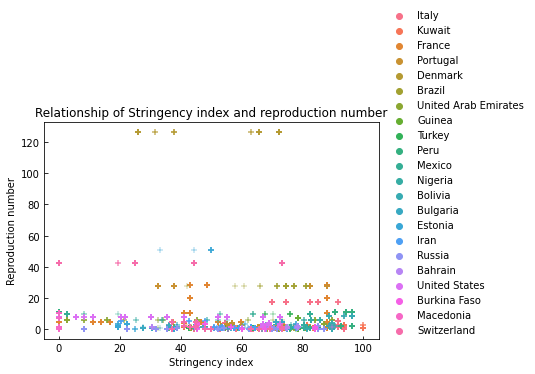 Italy
Kuwait
France
Portugal
Denmark
Brazil
United Arab Emirates
Guinea
Turkey
Peru
Mexico
Nigeria
Bolivia
Bulgaria
Estonia
Iran
Russia
Bahrain
United States
Burkina Faso
Macedonia
Switzerland
Relationship of Stringency index and reproduction number
Reproduction number
120
100
80
60
40
20
0
0 20 40 60 80 100
Stringency index